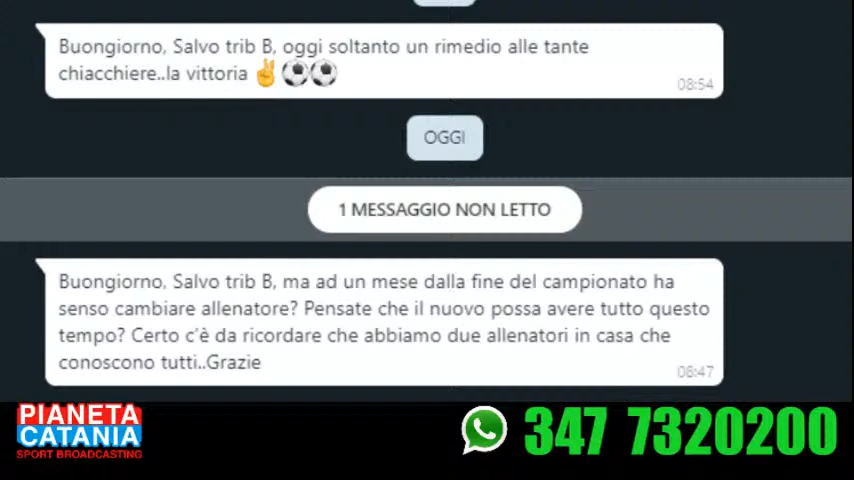 Buongiorno, Salvo trib B, oggi soltanto un rimedio alle tante
chiacchiere..la vittoria ✌️⚽⚽
08:54
OGGI
1 MESSAGGIO NON LETTO
Buongiorno, Salvo trib B, ma ad un mese dalla fine del campionato ha
senso cambiare allenatore? Pensate che il nuovo possa avere tutto questo
tempo? Certo c'è da ricordare che abbiamo due allenatori in casa che
conoscono tutti..Grazie
08:47
PIANETA
CATANIA
SPORT BROADCASTING
347 7320200